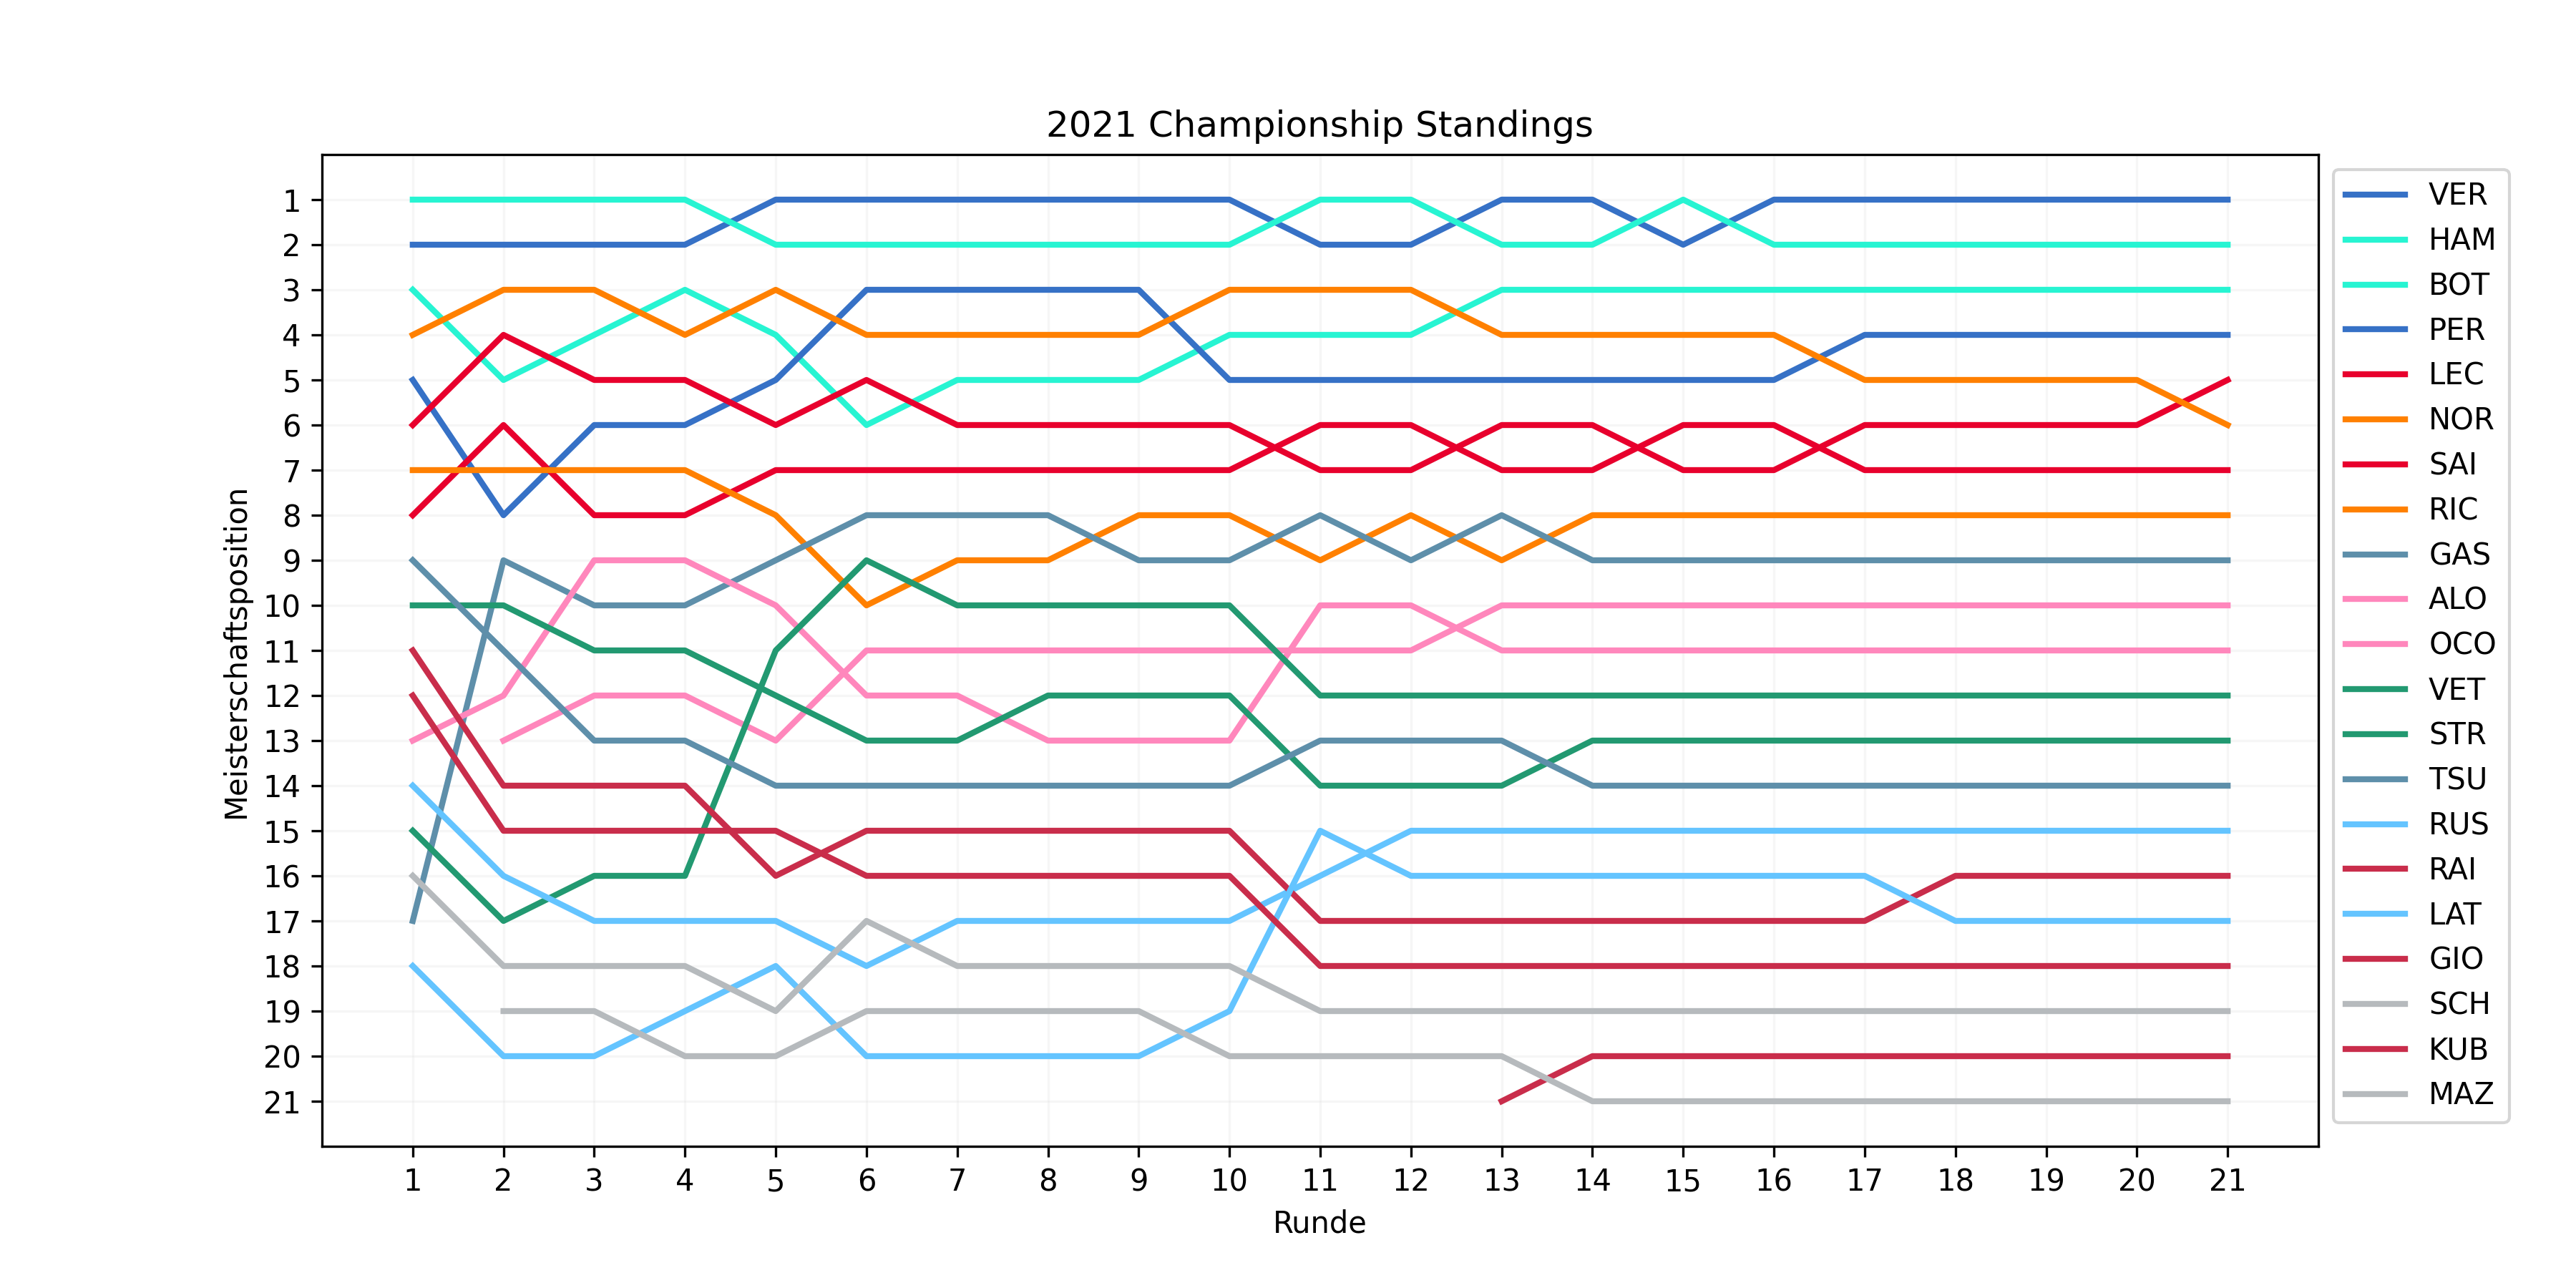 2021 Championship Standings
Meisterschaftsposition
1
2
3
4
5
6
7
8
9
10
11
12
13
14
15
16
17
18
19
20
21
1 2 3 4 5 6 7 8 9 10 11 12 13 14 15 16 17 18 19 20 21
Runde
VER
HAM
BOT
PER
LEC
NOR
SAI
RIC
GAS
ALO
OCO
VET
STR
TSU
RUS
RAI
LAT
GIO
SCH
KUB
MAZ